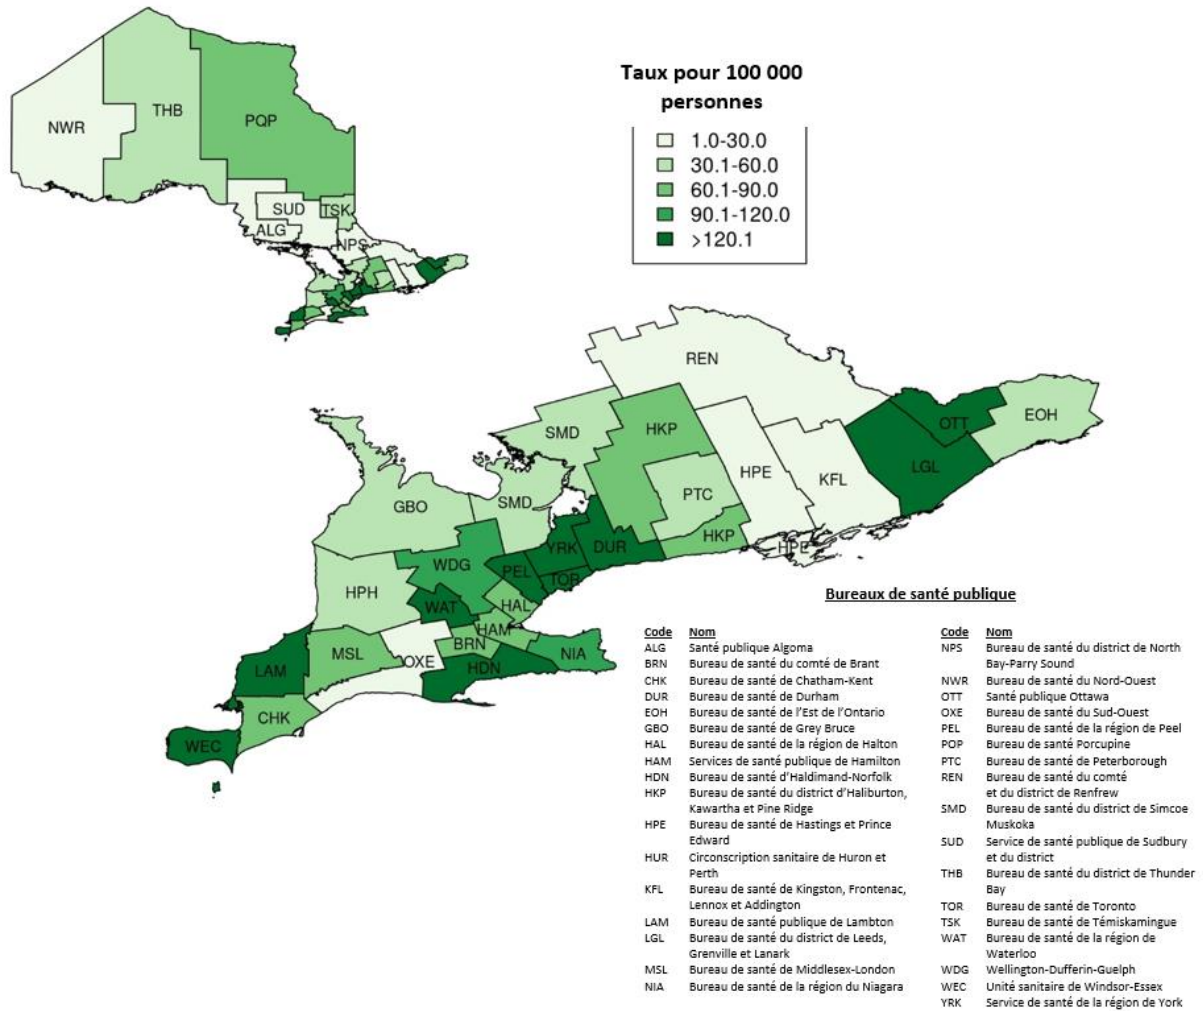 Taux pour 100 000
personnes
1.0-30.0
30.1-60.0
60.1-90.0
90.1-120.0
>120.1
NWR
THB
PQP
SUD
TSK
ALG
NPS
REN
SMD
HKP
OTT
EOH
LGL
HPE
KFL
PTC
GBO
SMD
HKP
HPE
YRK
DUR
WDG
PEL
TOR
HPH
WAT
HAL
HAM
BRN
MSL
OXE
NIA
HDN
LAM
CHK
WEC
Bureaux de santé publique
Code Nom
ALG Santé publique Algoma
BRN Bureau de santé du comté de Brant
CHK Bureau de santé de Chatham-Kent
DUR Bureau de santé de Durham
EOH Bureau de santé de l'Est de l'Ontario
GBO Bureau de santé de Grey Bruce
HAL Bureau de santé de la région de Halton
HAM Services de santé publique de Hamilton
HDN Bureau de santé d'Haldimand-Norfolk
HKP Bureau de santé du district d'Haliburton,
Kawartha et Pine Ridge
HPE Bureau de santé de Hastings et Prince
Edward
HUR Circonscription sanitaire de Huron et
Perth
KFL Bureau de santé de Kingston, Frontenac,
Lennox et Addington
LAM Bureau de santé publique de Lambton
LGL Bureau de santé du district de Leeds,
Grenville et Lanark
MSL Bureau de santé de Middlesex-London
NIA Bureau de santé de la région du Niagara
Code Nom
NPS Bureau de santé du district de North
Bay-Parry Sound
NWR Bureau de santé du Nord-Ouest
OTT Santé publique Ottawa
OXE Bureau de santé du Sud-Ouest
PEL Bureau de santé de la région de Peel
POP Bureau de santé Porcupine
PTC Bureau de santé de Peterborough
REN Bureau de santé du comté
et du district de Renfrew
SMD Bureau de santé du district de Simcoe
Muskoka
SUD Service de santé publique de Sudbury
et du district
THB Bureau de santé du district de Thunder
Bay
TOR Bureau de santé de Toronto
TSK Bureau de santé de Témiskamingue
WAT Bureau de santé de la région de
Waterloo
WDG Wellington-Dufferin-Guelph
WEC Unité sanitaire de Windsor-Essex
YRK Service de santé de la région de York